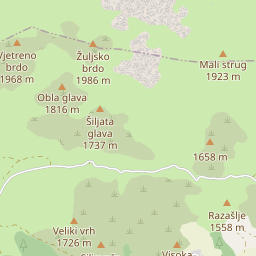 Vjetreno
brdo
1968 m
Žuljsko
brdo
1986 m
Mali strug
1923 m
Obla glava
1816 m
Šiljata
glava
1737 m
1658 m
Razašlje
1558 m
Veliki vrh
1726 m
Visoka